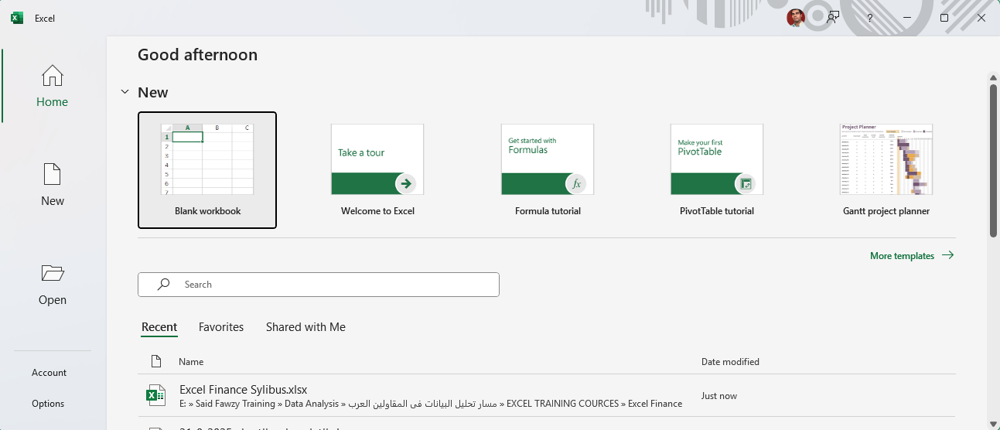 Excel
?
Good afternoon
Home
New
A B C
1
2
3
4
5
6
7
Take a tour
Get started with
Formulas
fx
Make your first
PivotTable
Project Planner
Blank workbook
Welcome to Excel
Formula tutorial
PivotTable tutorial
Gantt project planner
New
More templates
Search
Open
Recent Favorites Shared with Me
Name Date modified
Account
Excel Finance Sylibus.xlsx
E: » Said Fawzy Training » Data Analysis » مسار تحليل البيانات فى المقاولين العرب » EXCEL TRAINING COURCES » Excel Finance
Just now
Options